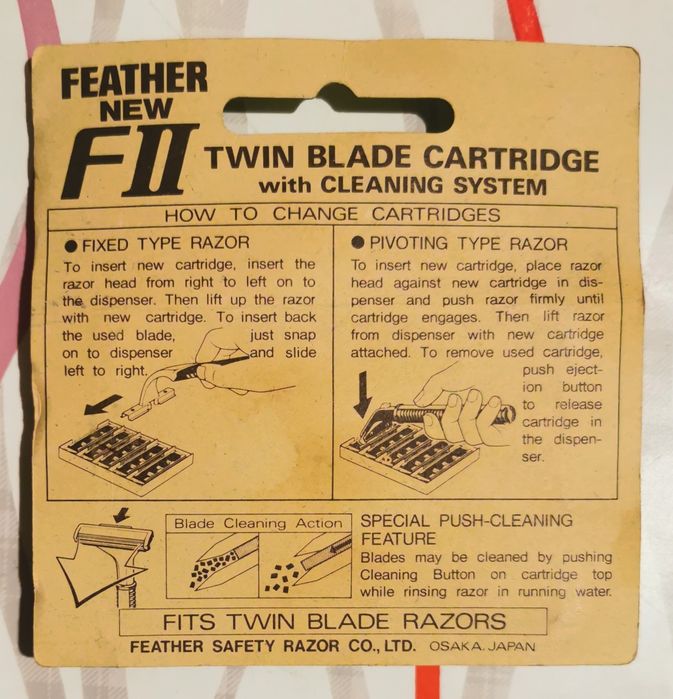 FEATHER
NEW
FII
TWIN BLADE CARTRIDGE
with CLEANING SYSTEM
HOW TO CHANGE CARTRIDGES
● FIXED TYPE RAZOR
To insert new cartridge, insert the
razor head from right to left on to
the dispenser. Then lift up the razor
with new cartridge. To insert back
the used blade, just snap
on to dispenser and slide
left to right.
● PIVOTING TYPE RAZOR
To insert new cartridge, place razor
head against new cartridge in dis-
penser and push razor firmly until
cartridge engages. Then lift razor
from dispenser with new cartridge
attached. To remove used cartridge,
push eject-
ion button
to release
cartridge in
the dispen-
ser.
Blade Cleaning Action
SPECIAL PUSH-CLEANING
FEATURE
Blades may be cleaned by pushing
Cleaning Button on cartridge top
while rinsing razor in running water.
FITS TWIN BLADE RAZORS
FEATHER SAFETY RAZOR CO., LTD. OSAKA. JAPAN